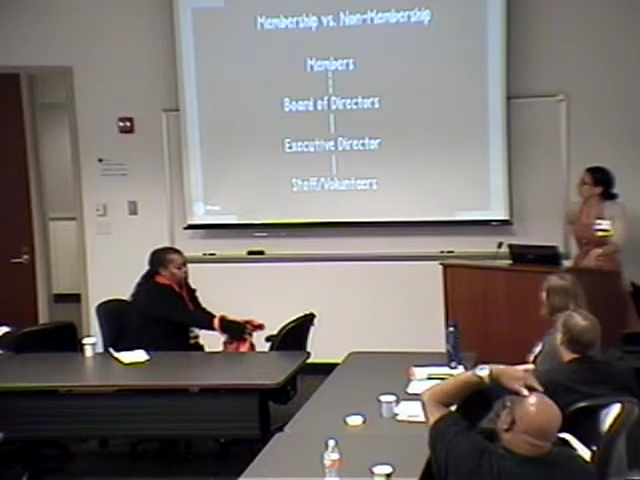 Membership vs. Non-Membership
Members
Board of Directors
Executive Director
Staff/Volunteers